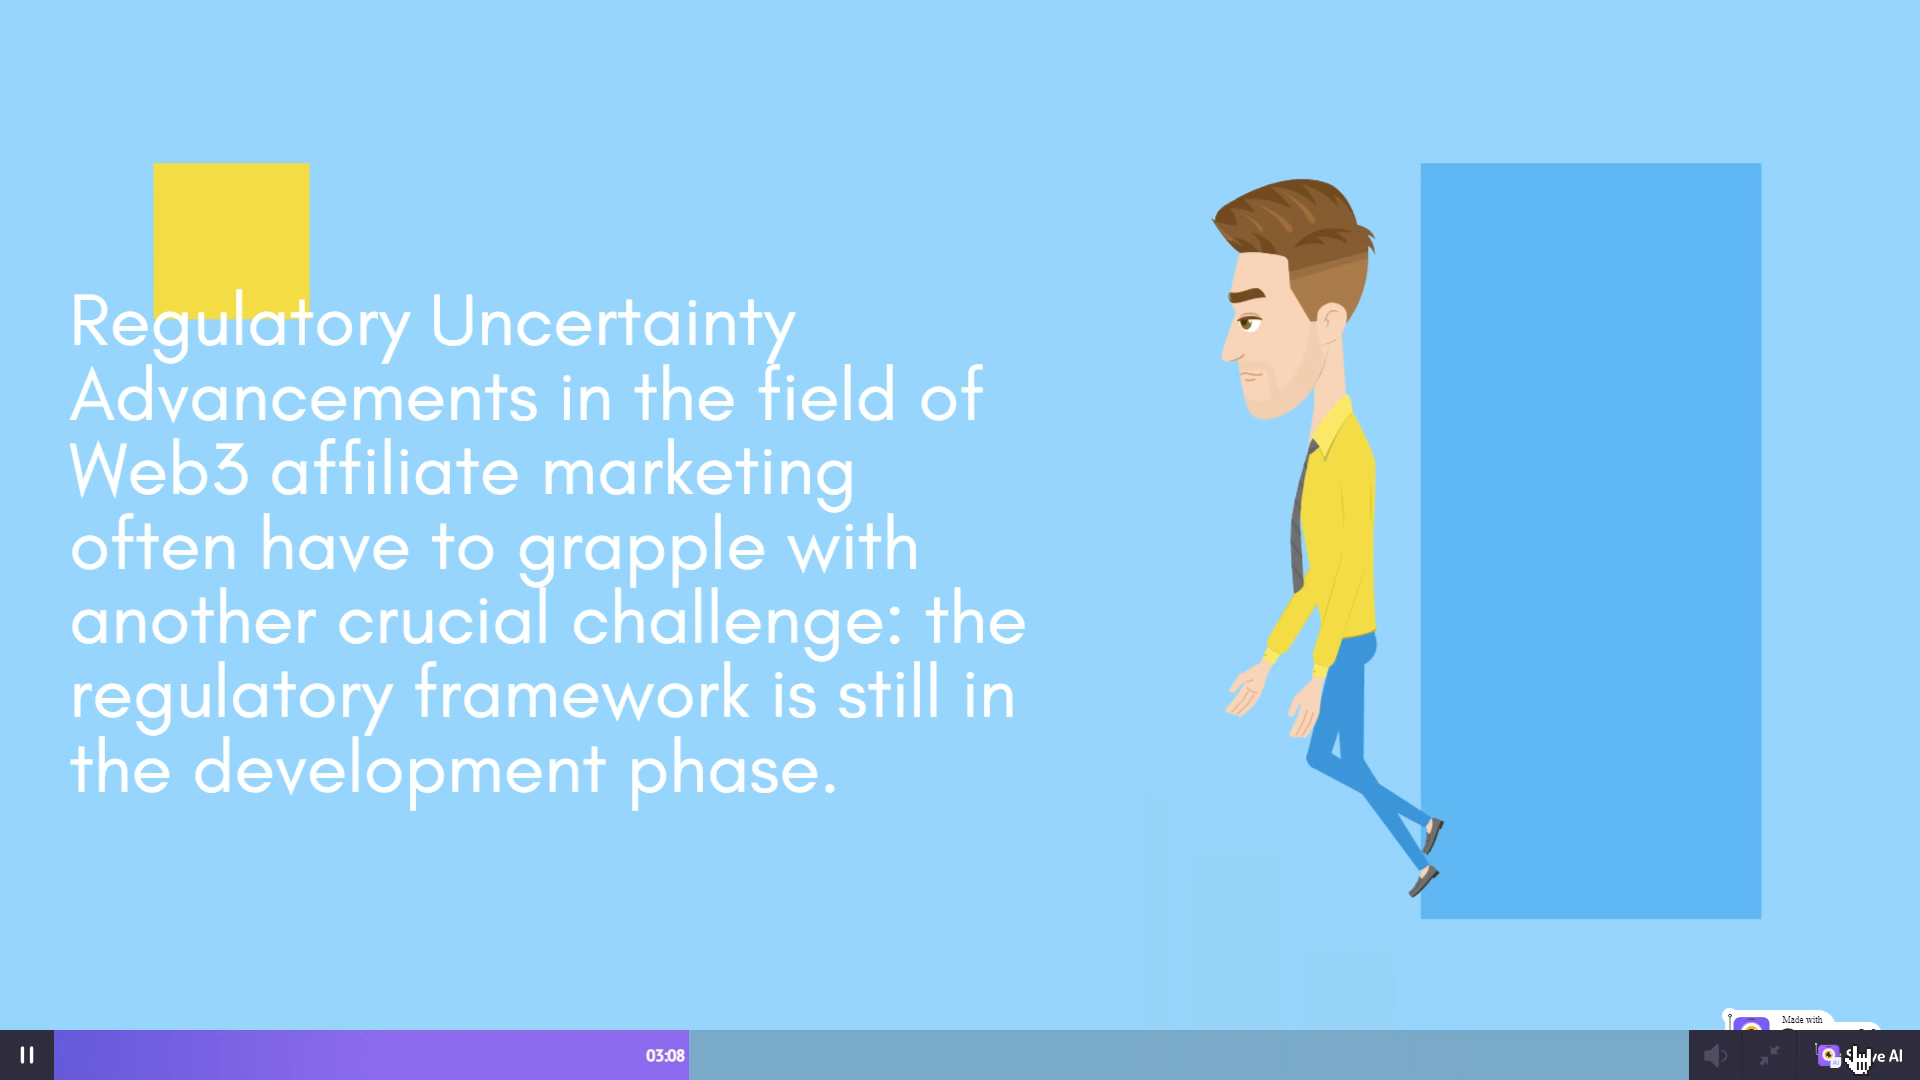 Regulatory Uncertainty
Advancements in the field of
Web3 affiliate marketing
often have to grapple with
another crucial challenge: the
regulatory framework is still in
the development phase.
Made with
03:08
AI